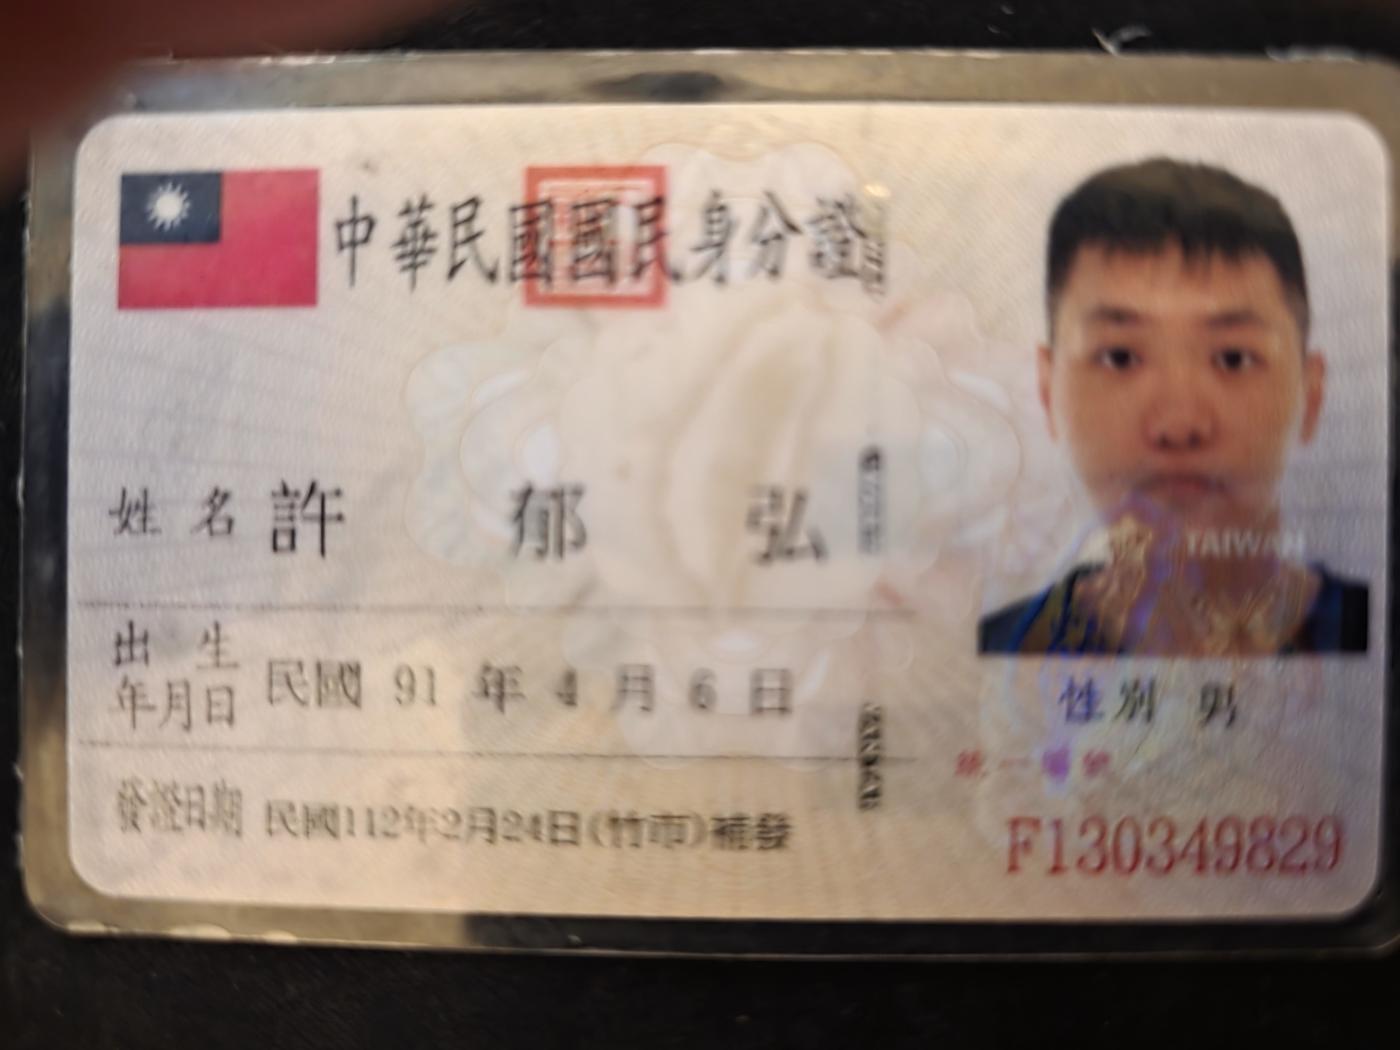 中華民國國民身分證
姓名 許郁弘
出生年月日 民國 91 年 4 月 6 日
發證日期 民國112年2月24日(竹市)補發
TAIWAN
性別 男
統一編號
F130349829